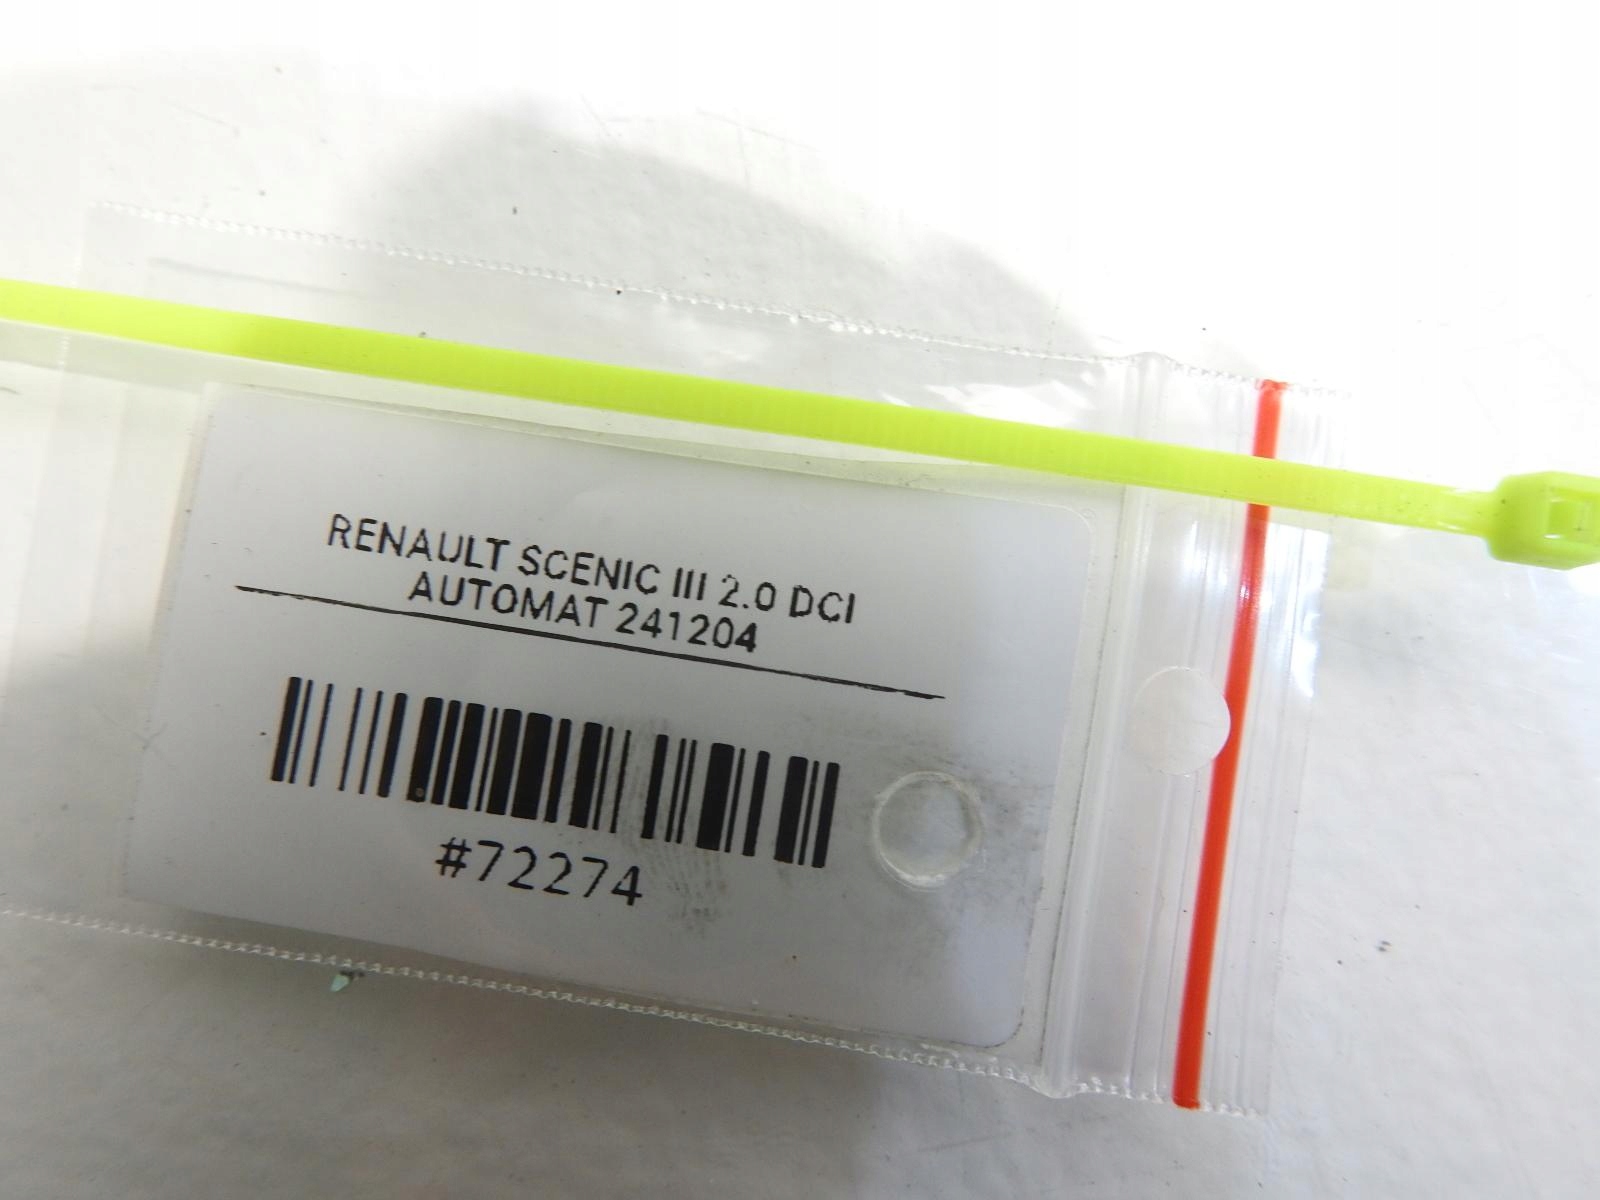 RENAULT SCENIC III 2.0 DCI
AUTOMAT 241204
#72274